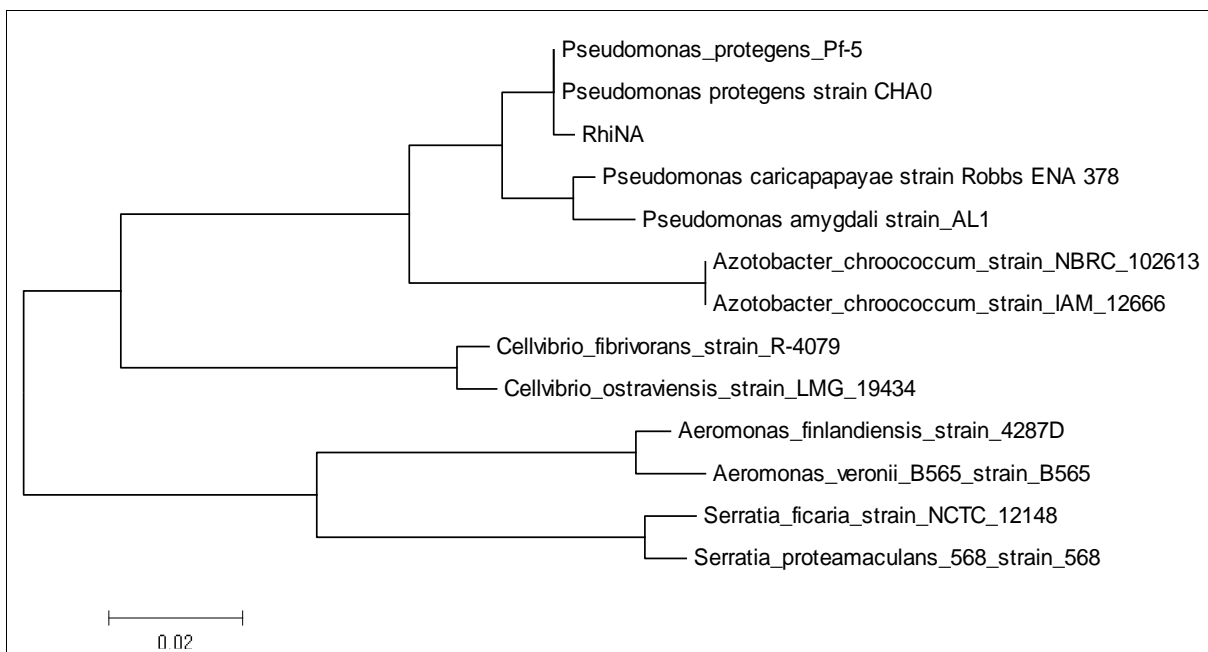 Pseudomonas_protegens_Pf-5
Pseudomonas protegens strain CHA0
RhiNA
Pseudomonas caricapapayae strain Robbs ENA 378
Pseudomonas amygdali strain_AL1
Azotobacter_chroococcum_strain_NBRC_102613
Azotobacter_chroococcum_strain_IAM_12666
Cellvibrio_fibrivorans_strain_R-4079
Cellvibrio_ostraviensis_strain_LMG_19434
Aeromonas_finlandiensis_strain_4287D
Aeromonas_veronii_B565_strain_B565
Serratia_ficaria_strain_NCTC_12148
Serratia_proteamaculans_568_strain_568
0.02